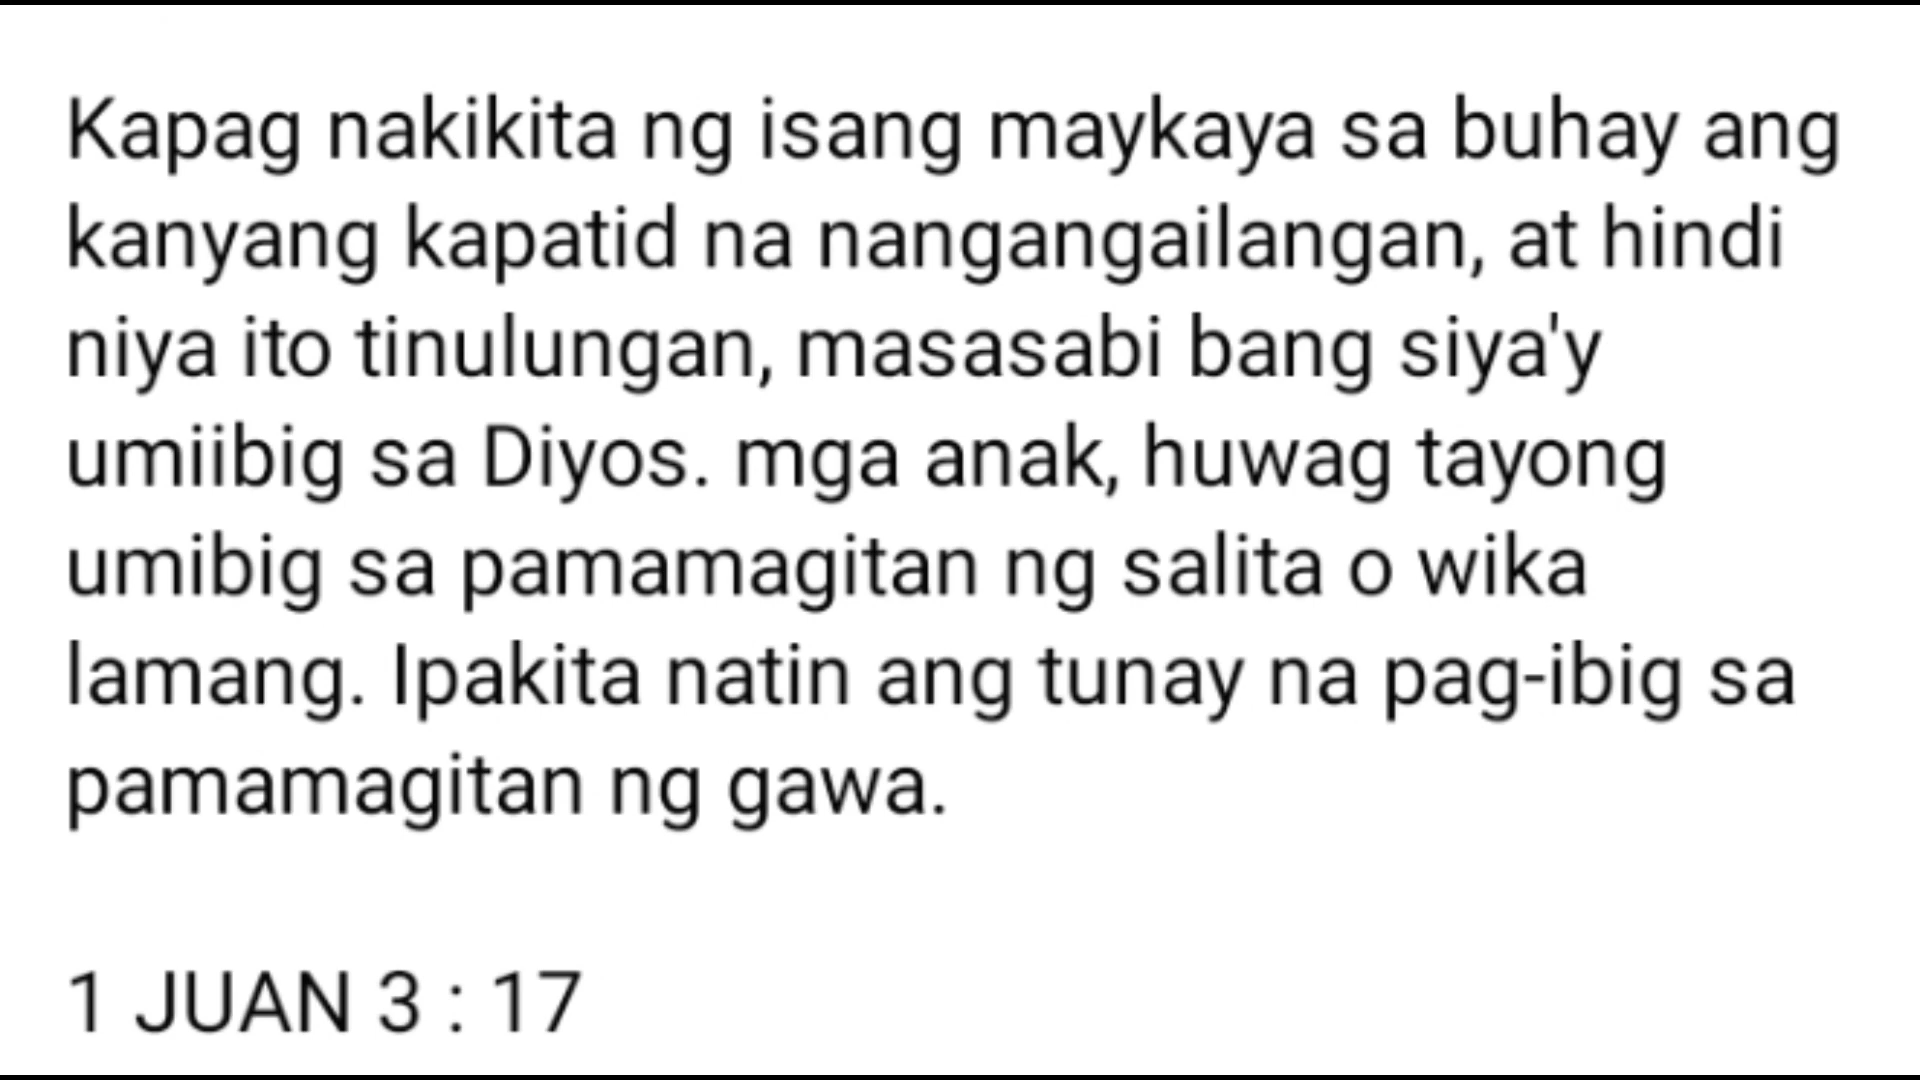 Kapag nakikita ng isang maykaya sa buhay ang
kanyang kapatid na nangangailangan, at hindi
niya ito tinulungan, masasabi bang siya'y
umiibig sa Diyos. mga anak, huwag tayong
umibig sa pamamagitan ng salita o wika
lamang. Ipakita natin ang tunay na pag-ibig sa
pamamagitan ng gawa.
1 JUAN 3 : 17